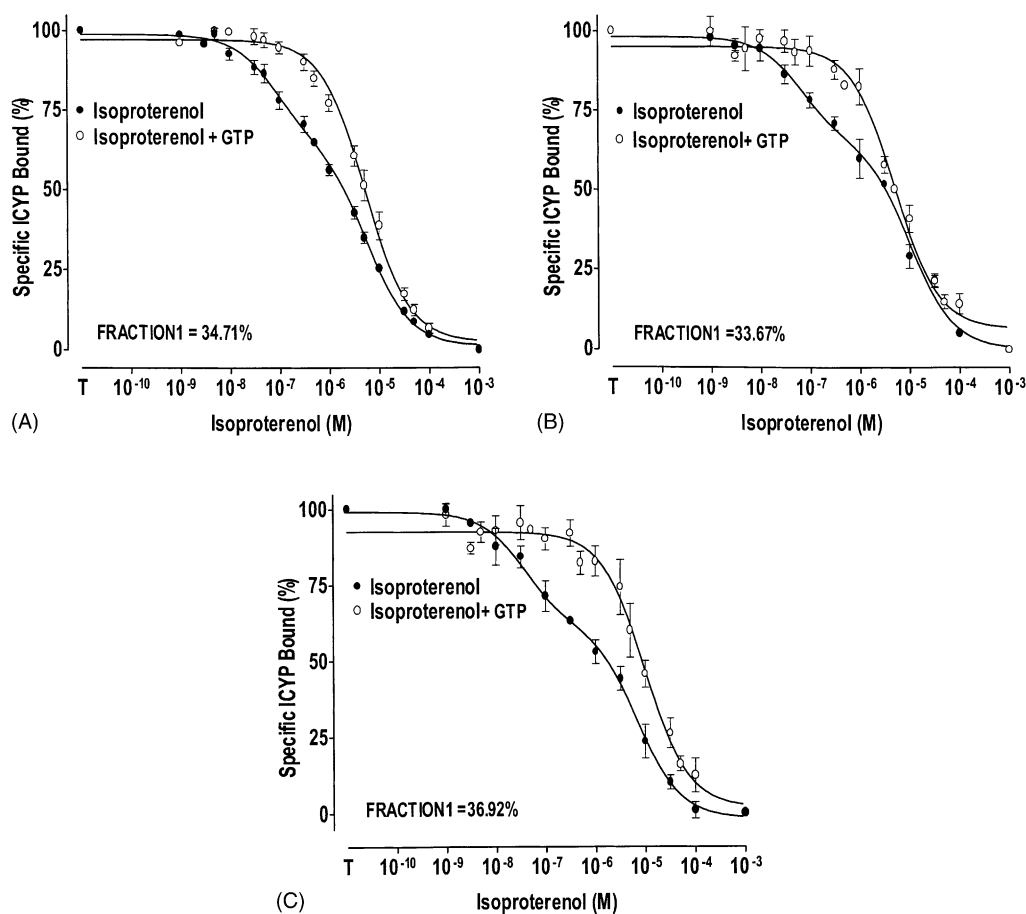 100
75
50
25
0
Specific ICYP Bound (%)
Isoproterenol
Isoproterenol + GTP
FRACTION1 = 34.71%
T 10-10 10-9 10-8 10-7 10-6 10-5 10-4 10-3
Isoproterenol (M)
(A)
100
75
50
25
0
Specific ICYP Bound (%)
Isoproterenol
Isoproterenol+ GTP
FRACTION1 =33.67%
T 10-10 10-9 10-8 10-7 10-6 10-5 10-4 10-3
Isoproterenol (M)
(B)
100
75
50
25
0
Specific ICYP Bound (%)
Isoproterenol
Isoproterenol+ GTP
FRACTION1 =36.92%
T 10-10 10-9 10-8 10-7 10-6 10-5 10-4 10-3
Isoproterenol (M)
(C)